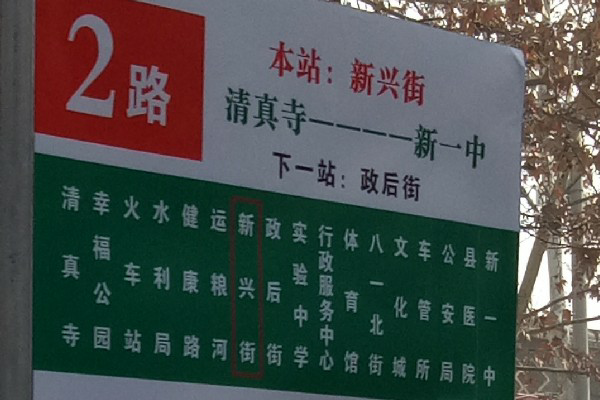 2路
本站：新兴街
清真寺————新一中
下一站：政后街
清真寺
幸福公园
火车站
水利局
健康路
运粮河
新兴街
政后街
实验中学
行政服务中心
体育馆
八一北街
文化城
车管所
公安局
县医院
新一中